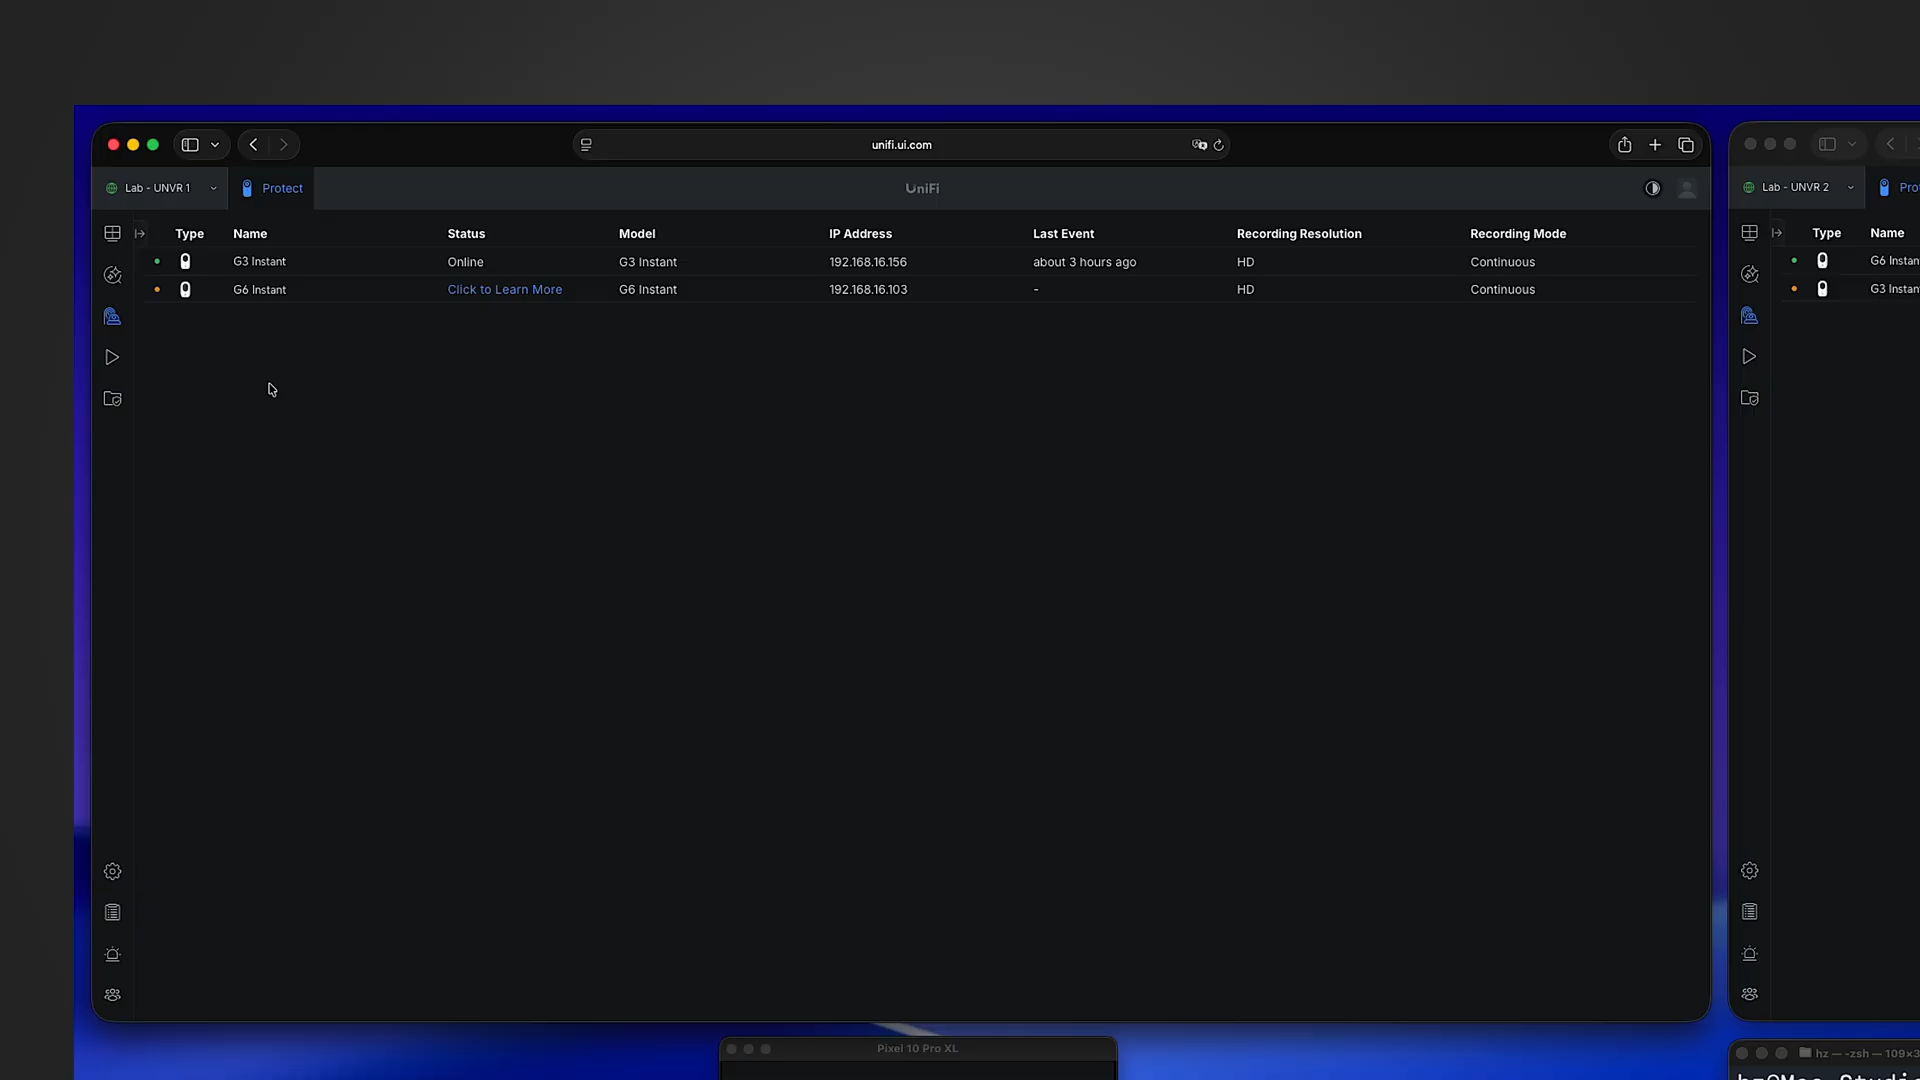 unifi.ui.com
Lab - UNVR 1
Protect
UniFi
Type Name Status Model IP Address Last Event Recording Resolution Recording Mode
G3 Instant Online G3 Instant 192.168.16.156 about 3 hours ago HD Continuous
G6 Instant Click to Learn More G6 Instant 192.168.16.103 - HD Continuous
Lab - UNVR 2
Type Name
Pixel 10 Pro XL
hz — -zsh —